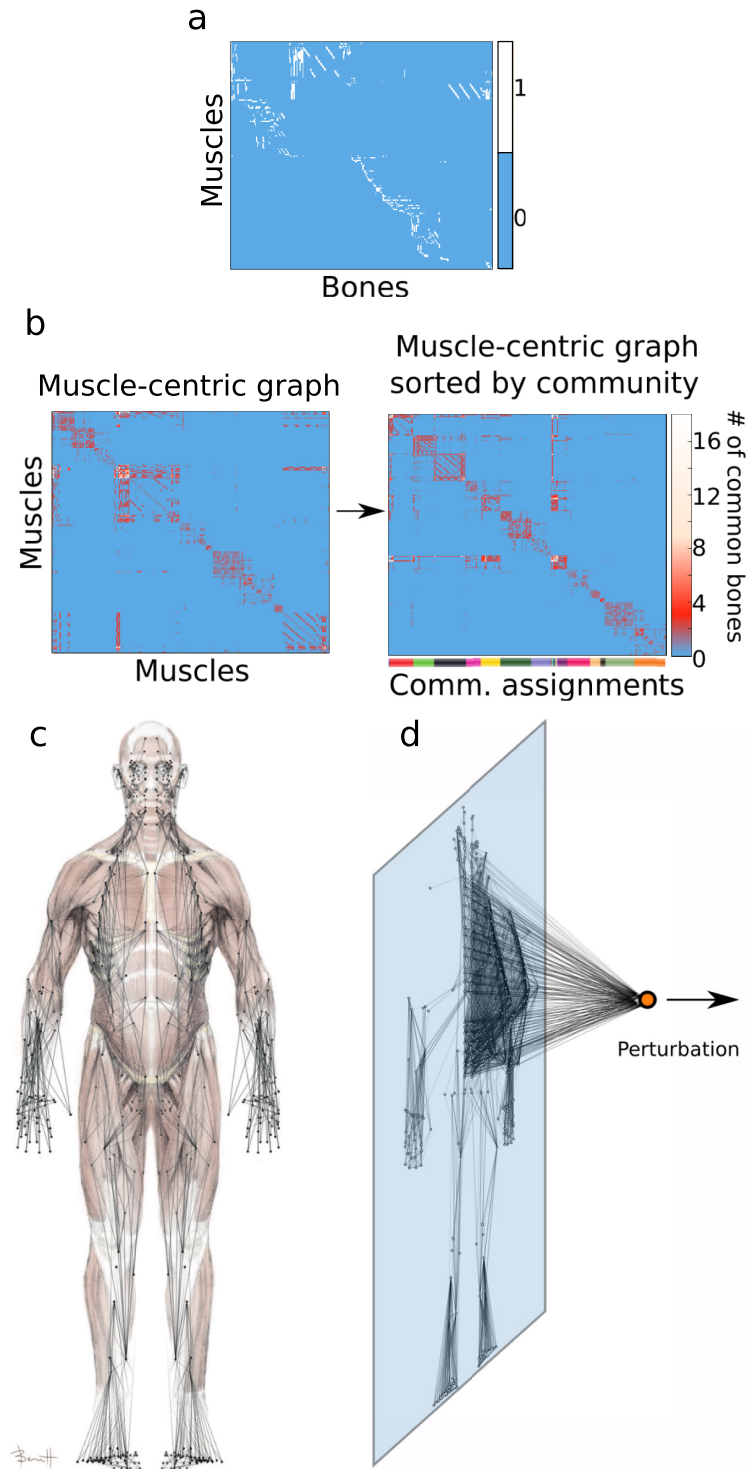 a
Muscles
1
0
Bones
b
Muscle-centric graph
Muscles
Muscles
Muscle-centric graph
sorted by community
16
12
8
4
0
# of common bones
Comm. assignments
c
d
Perturbation